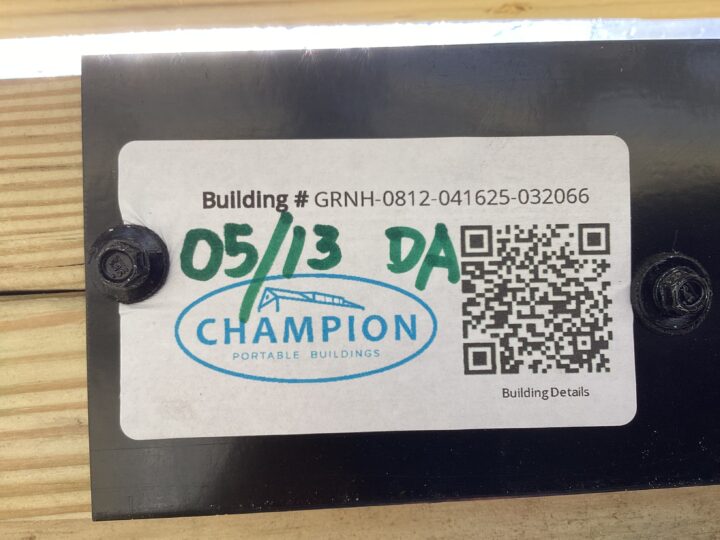 Building # GRNH-0812-041625-032066
05/13 DA
CHAMPION
PORTABLE BUILDINGS
Building Details